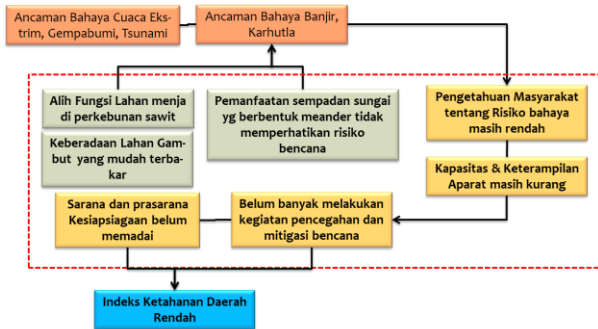 Ancaman Bahaya Cuaca Eks-
trim, Gempabumi, Tsunami
Ancaman Bahaya Banjir,
Karhutla
Alih Fungsi Lahan menja
di perkebunan sawit
Keberadaan Lahan Gam-
but yang mudah terba-
kar
Pemanfaatan sempadan sungai
yg berbentuk meander tidak
memperhatikan risiko
bencana
Pengetahuan Masyarakat
tentang Risiko bahaya
masih rendah
Kapasitas & Keterampilan
Aparat masih kurang
Sarana dan prasarana
Kesiapsiagaan belum
memadai
Belum banyak melakukan
kegiatan pencegahan dan
mitigasi bencana
Indeks Ketahanan Daerah
Rendah